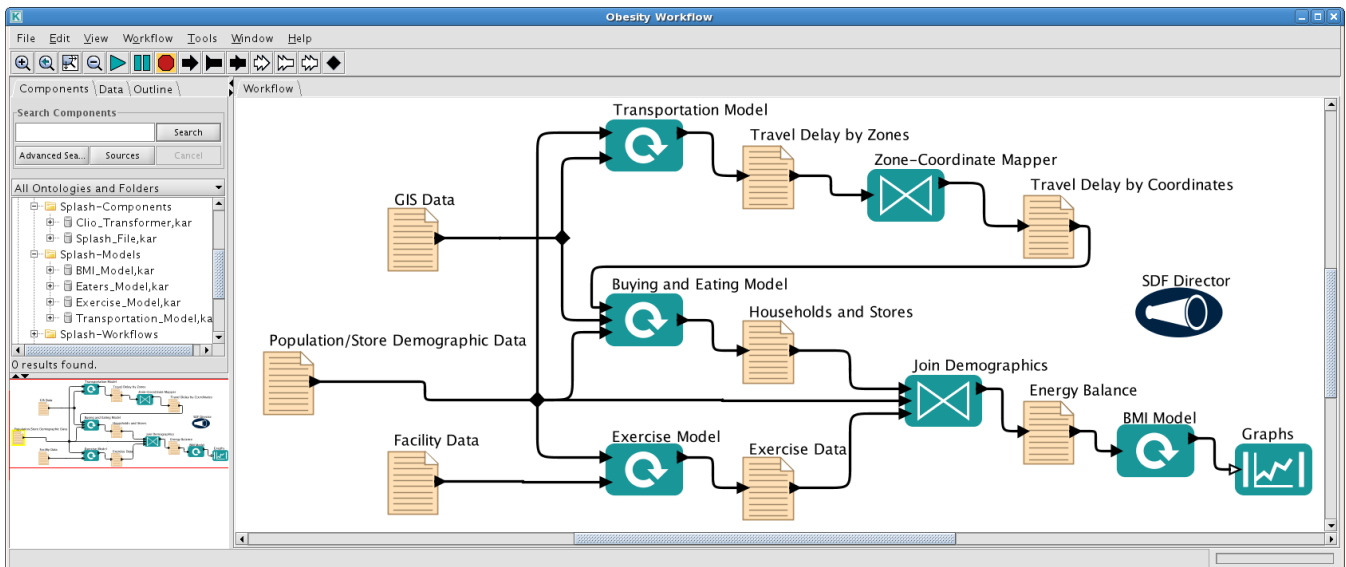 Obesity Workflow
File Edit View Workflow Tools Window Help
Components Data Outline
Workflow
Search Components
Search
Advanced Sea... Sources Cancel
All Ontologies and Folders
Splash-Components
Clio_Transformer,kar
Splash_File,kar
Splash-Models
BMI_Model,kar
Eaters_Model,kar
Exercise_Model,kar
Transportation_Model,ka
Splash-Workflows
0 results found.
Transportation Model
Travel Delay by Zones
Zone-Coordinate Mapper
Travel Delay by Coordinates
GIS Data
SDF Director
Buying and Eating Model
Households and Stores
Population/Store Demographic Data
Join Demographics
Energy Balance
BMI Model
Graphs
Facility Data
Exercise Model
Exercise Data